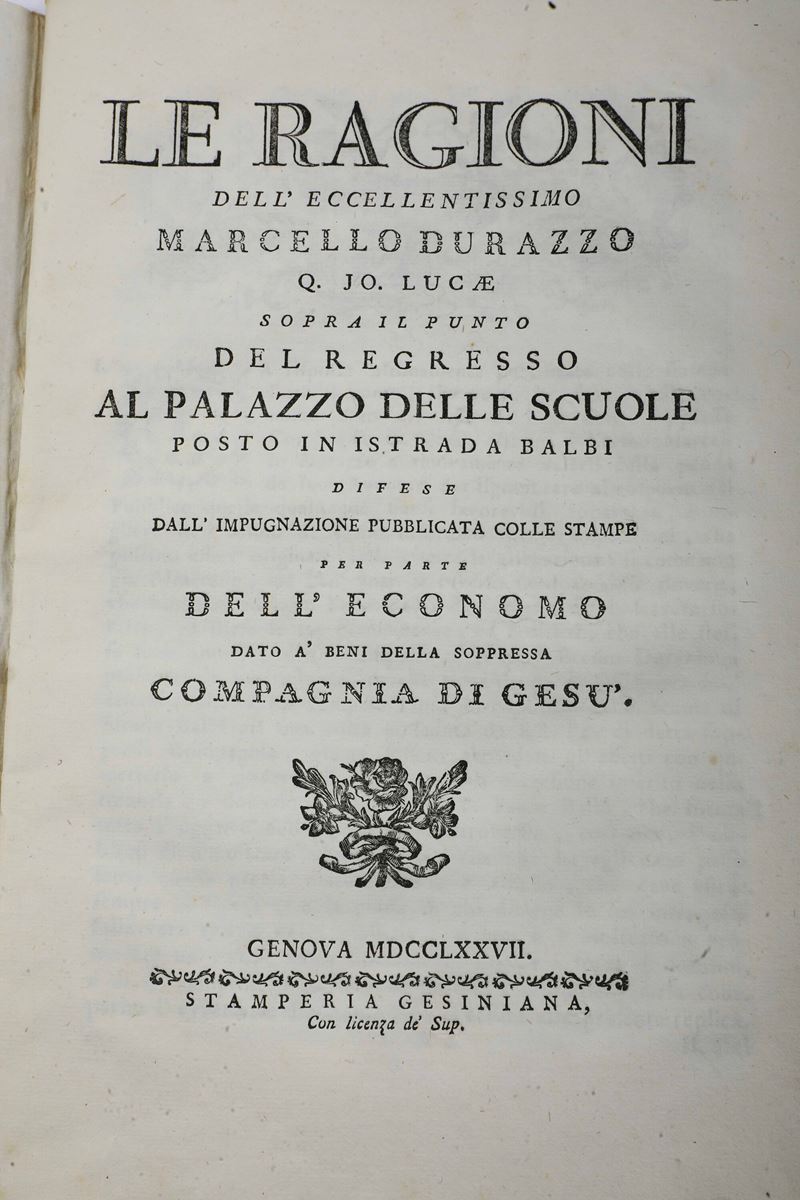 LE RAGIONI
DELL' ECCELLENTISSIMO
MARCELLO DURAZZO
Q. JO. LUCÆ
SOPRA IL PUNTO
DEL REGRESSO
AL PALAZZO DELLE SCUOLE
POSTO IN ISTRADA BALBI
DIFESE
DALL' IMPUGNAZIONE PUBBLICATA COLLE STAMPE
PER PARTE
DELL' ECONOMO
DATO A' BENI DELLA SOPPRESSA
COMPAGNIA DI GESU'.
GENOVA MDCCLXXVII.
STAMPERIA GESINIANA,
Con licenza de' Sup.